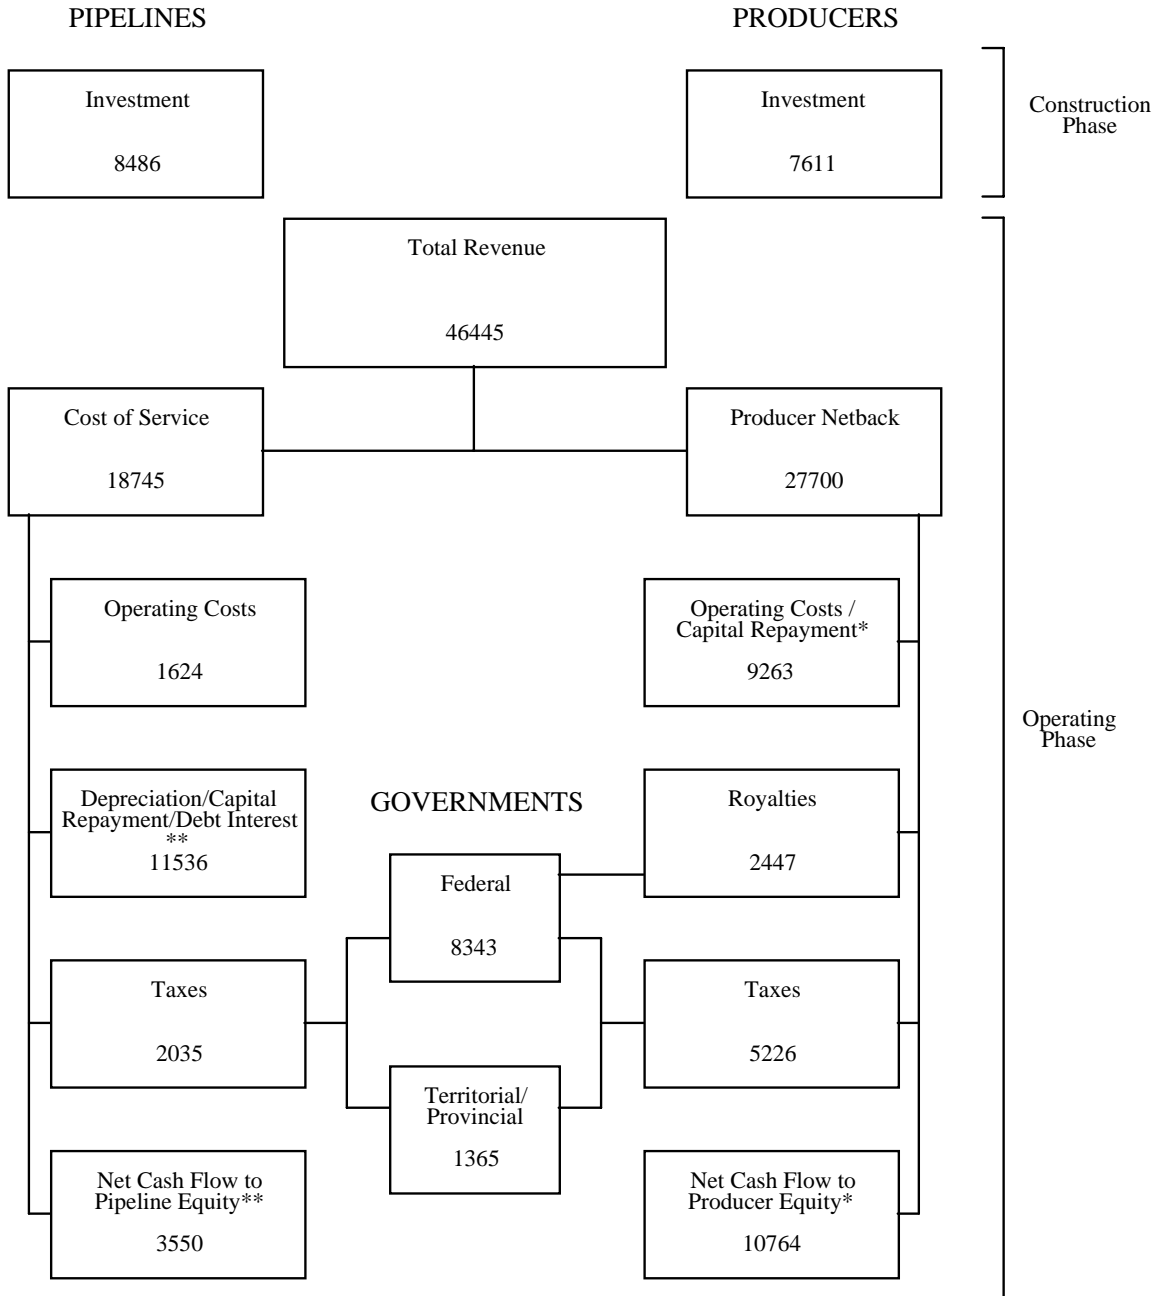 PIPELINES
PRODUCERS
Investment
8486
Investment
7611
Construction
Phase
Total Revenue
46445
Cost of Service
18745
Producer Netback
27700
Operating Costs
1624
Operating Costs /
Capital Repayment*
9263
Operating
Phase
Depreciation/Capital
Repayment/Debt Interest
**
11536
GOVERNMENTS
Royalties
2447
Federal
8343
Taxes
2035
Taxes
5226
Territorial/
Provincial
1365
Net Cash Flow to
Pipeline Equity**
3550
Net Cash Flow to
Producer Equity*
10764